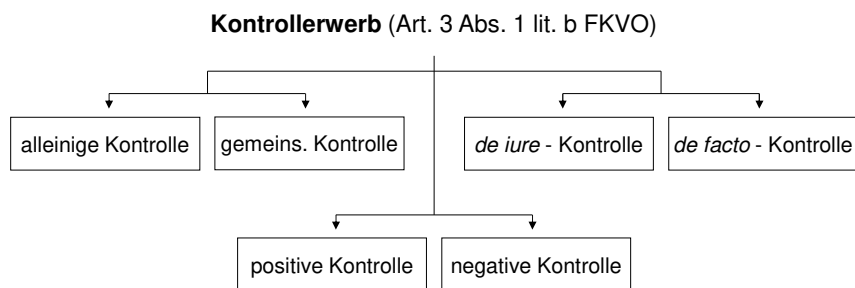 Kontrollerwerb (Art. 3 Abs. 1 lit. b FKVO)
alleinige Kontrolle
gemeins. Kontrolle
de iure - Kontrolle
de facto - Kontrolle
positive Kontrolle
negative Kontrolle